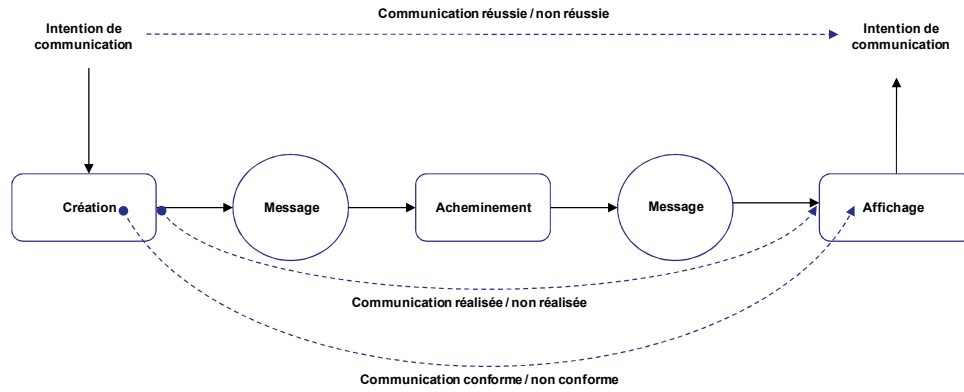 Communication réussie / non réussie
Intention de
communication
Intention de
communication
Création
Message
Acheminement
Message
Affichage
Communication réalisée / non réalisée
Communication conforme / non conforme